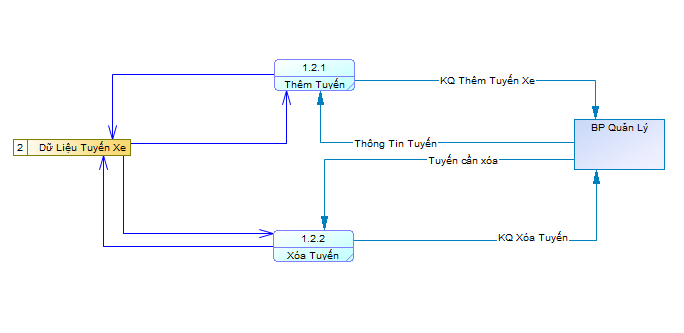 1.2.1
Thêm Tuyến
KQ Thêm Tuyến Xe
BP Quản Lý
2 Dữ Liệu Tuyến Xe
Thông Tin Tuyến
Tuyến cần xóa
1.2.2
Xóa Tuyến
KQ Xóa Tuyến